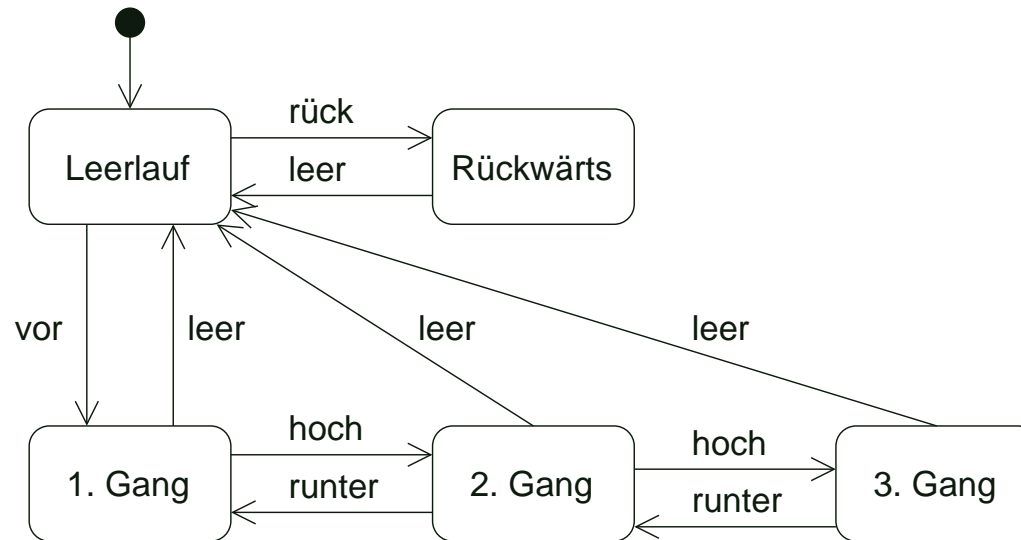 rück
Leerlauf
leer
Rückwärts
vor
leer
leer
leer
hoch
1. Gang
runter
2. Gang
hoch
runter
3. Gang